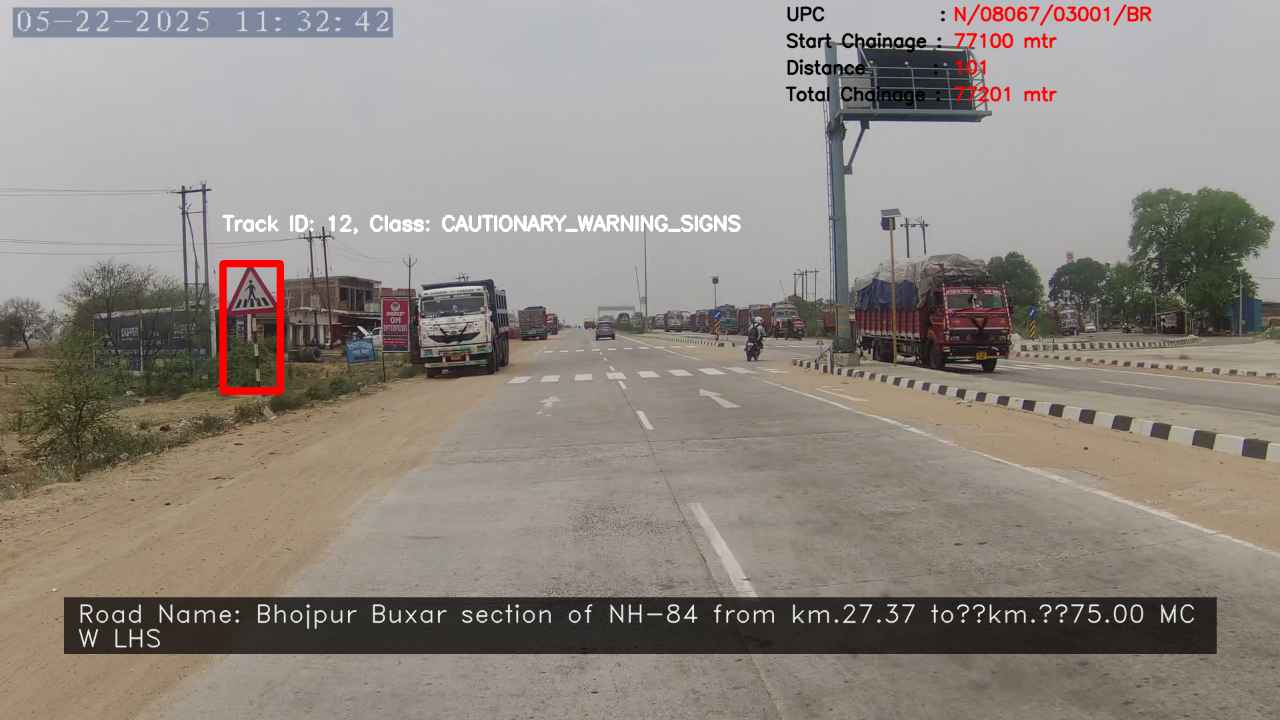 05-22-2025 11:32:42
UPC : N/08067/03001/BR
Start Chainage : 77100 mtr
Distance : 101
Total Chainage : 77201 mtr
Track ID: 12, Class: CAUTIONARY_WARNING_SIGNS
Road Name: Bhojpur Buxar section of NH-84 from km.27.37 to??km.??75.00 MC
W LHS